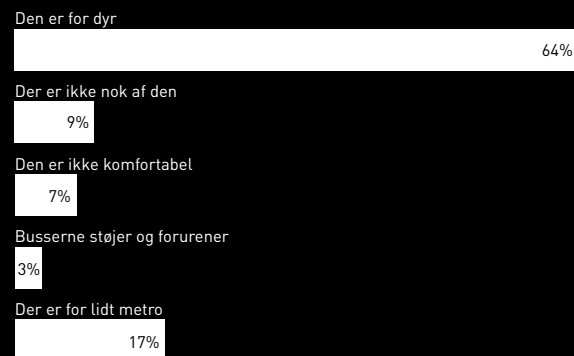 Den er for dyr
64%
Der er ikke nok af den
9%
Den er ikke komfortabel
7%
Busserne støjer og forurener
3%
Der er for lidt metro
17%